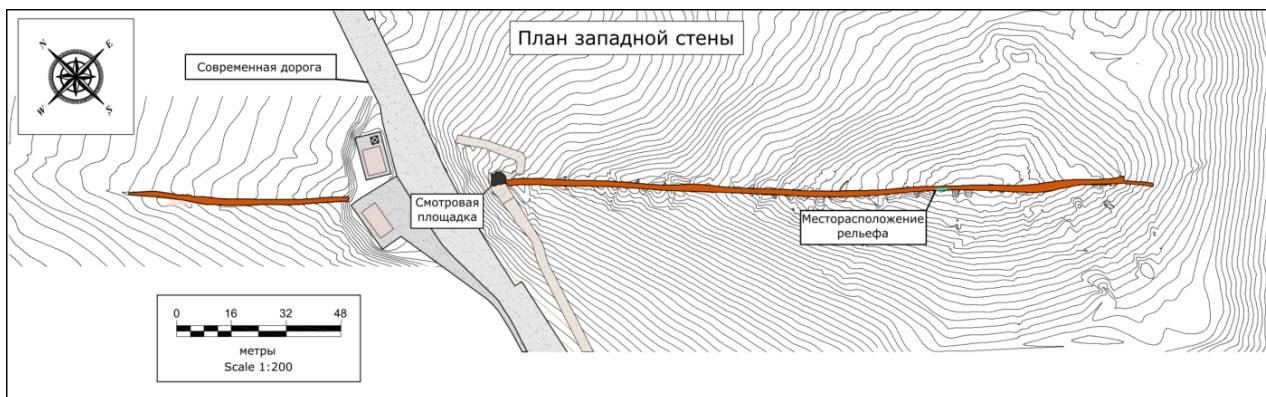 План западной стены
N
E
W
S
Современная дорога
Смотровая
площадка
Месторасположение
рельефа
0 16 32 48
метры
Scale 1:200